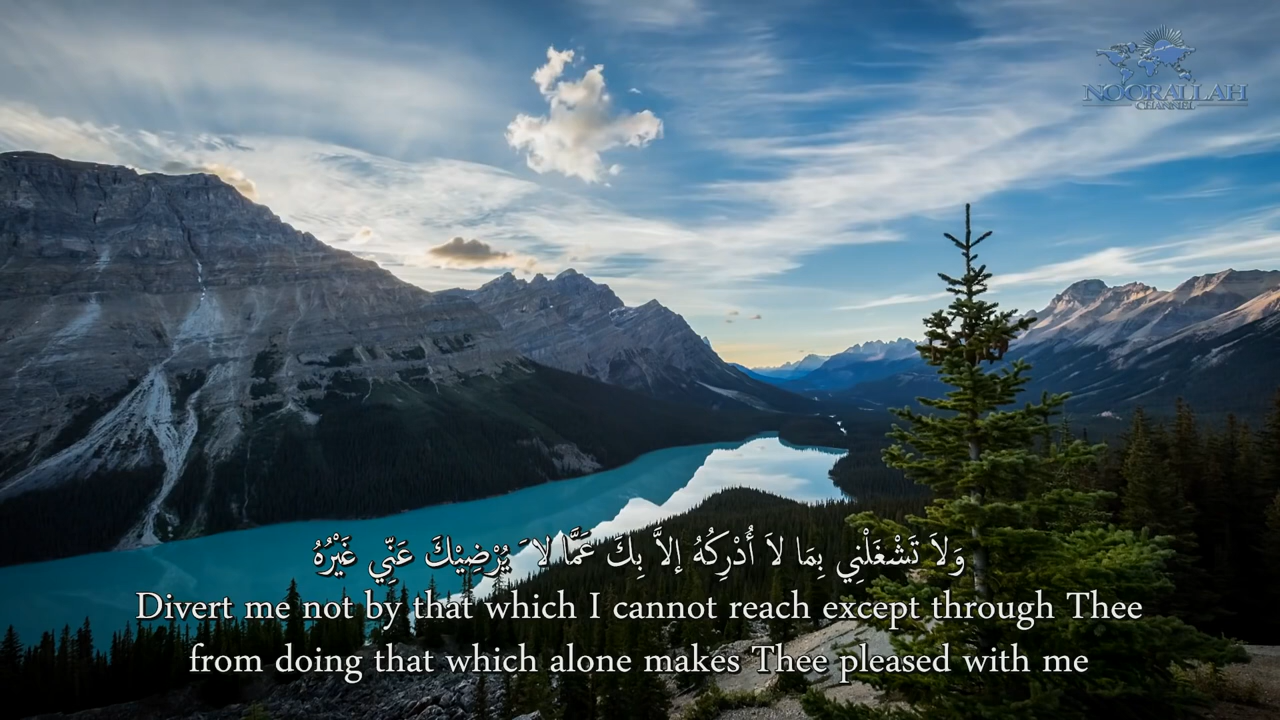 NOORALLAH
CHANNEL
وَلاَ تَشْغَلْنِي بِمَا لاَ أُدْرِكُهُ إلاَّ بِكَ عَمَّا لا َ يُرْضِيْكَ عَنِّي غَيْرُهُ
Divert me not by that which I cannot reach except through Thee
from doing that which alone makes Thee pleased with me